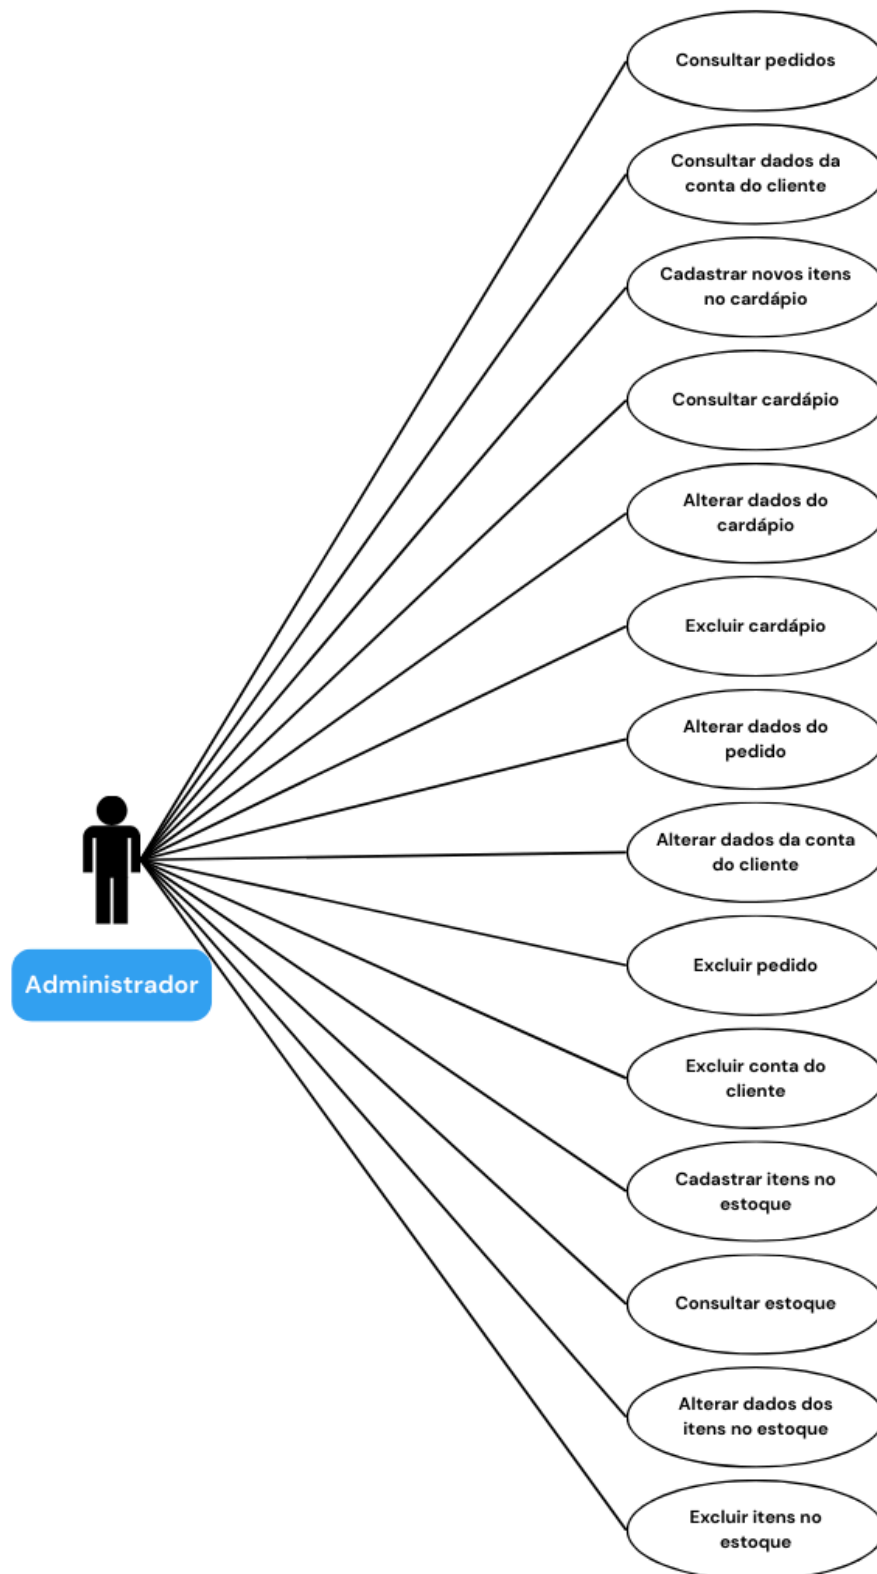 Consultar pedidos
Consultar dados da
conta do cliente
Cadastrar novos itens
no cardápio
Consultar cardápio
Alterar dados do
cardápio
Excluir cardápio
Alterar dados do
pedido
Alterar dados da conta
do cliente
Excluir pedido
Administrador
Excluir conta do
cliente
Cadastrar itens no
estoque
Consultar estoque
Alterar dados dos
itens no estoque
Excluir itens no
estoque